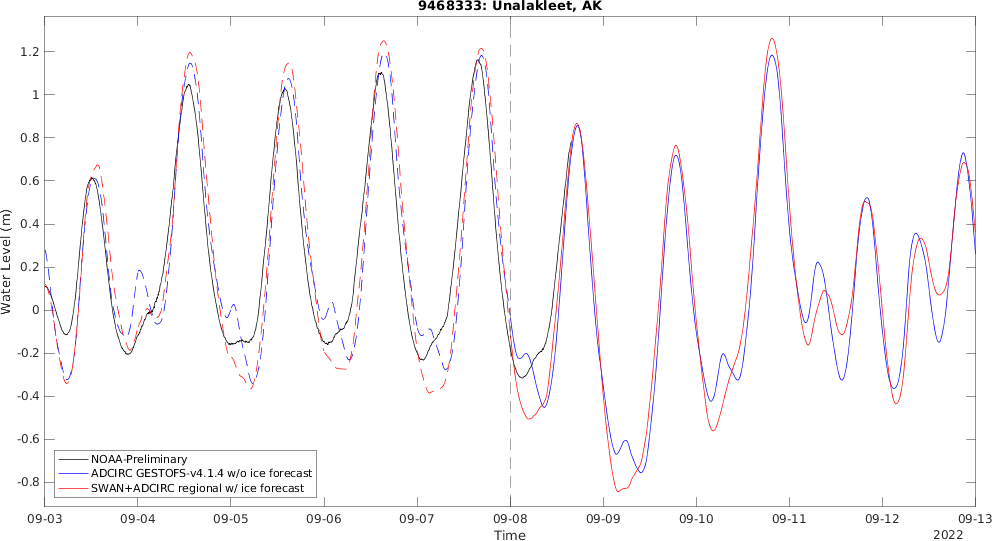 9468333: Unalakleet, AK
1.2
1
0.8
0.6
0.4
0.2
0
-0.2
-0.4
-0.6
-0.8
Water Level (m)
NOAA-Preliminary
ADCIRC GESTOFS-v4.1.4 w/o ice forecast
SWAN+ADCIRC regional w/ ice forecast
09-03 09-04 09-05 09-06 09-07 09-08 09-09 09-10 09-11 09-12 09-13
Time
2022